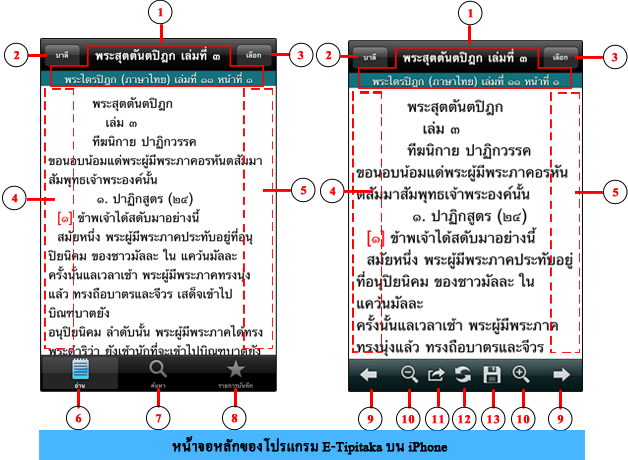 1
1
2
บาลี
พระสุตตันตปิฎก เล่มที่ ๓
เลือก
3
พระไตรปิฎก (ภาษาไทย) เล่มที่ ๑๑ หน้าที่ ๑
พระสุตตันตปิฎก
เล่ม ๓
ทีฆนิกาย ปาฏิกวรรค
ขอนอบน้อมแด่พระผู้มีพระภาคอรหันตสัมมา
สัมพุทธเจ้าพระองค์นั้น
4
๑. ปาฏิกสูตร (๒๔)
5
[๑] ข้าพเจ้าได้สดับมาอย่างนี้
สมัยหนึ่ง พระผู้มีพระภาคประทับอยู่ที่อนุ
ปิยนิคม ของชาวมัลละ ใน แคว้นมัลละ
ครั้งนั้นแลเวลาเช้า พระผู้มีพระภาคทรงนุ่ง
แล้ว ทรงถือบาตรและจีวร เสด็จเข้าไป
บิณฑบาตยัง
อนุปิยนิคม ลำดับนั้น พระผู้มีพระภาคได้ทรง
พระดำริว่า ยังเช้านักที่จะเข้าไปบิณฑบาตยัง
อ่าน
ค้นหา
รายการบันทึก
6
7
8
2
บาลี
พระสุตตันตปิฎก เล่มที่ ๓
เลือก
3
พระไตรปิฎก (ภาษาไทย) เล่มที่ ๑๑ หน้าที่ ๑
พระสุตตันตปิฎก
เล่ม ๓
ทีฆนิกาย ปาฏิกวรรค
ขอนอบน้อมแด่พระผู้มีพระภาคอรหัน
4
ตสัมมาสัมพุทธเจ้าพระองค์นั้น
5
๑. ปาฏิกสูตร (๒๔)
[๑] ข้าพเจ้าได้สดับมาอย่างนี้
สมัยหนึ่ง พระผู้มีพระภาคประทับอยู่
ที่อนุปิยนิคม ของชาวมัลละ ใน
แคว้นมัลละ
ครั้งนั้นแลเวลาเช้า พระผู้มีพระภาค
ทรงนุ่งแล้ว ทรงถือบาตรและจีวร
9
10
11
12
13
10
9
หน้าจอหลักของโปรแกรม E-Tipitaka บน iPhone